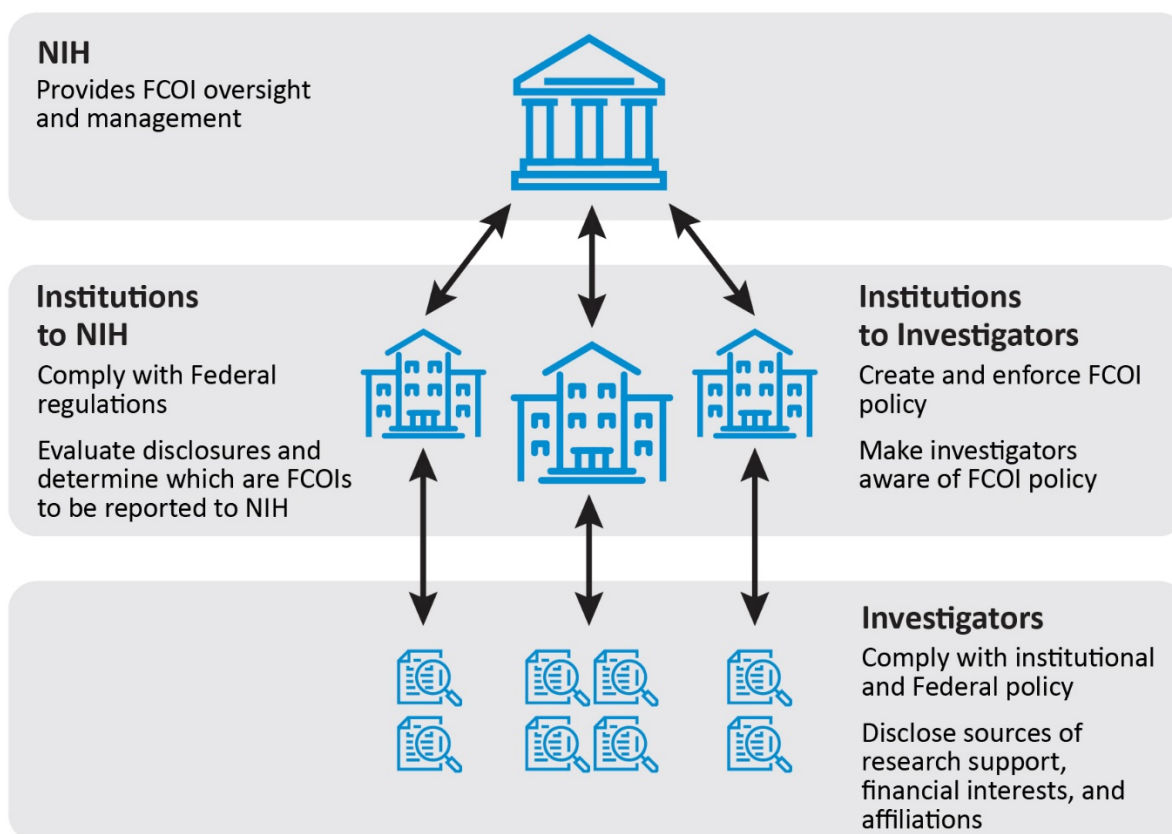 NIH
Provides FCOI oversight
and management
Institutions
to NIH
Comply with Federal
regulations
Evaluate disclosures and
determine which are FCOIs
to be reported to NIH
Institutions
to Investigators
Create and enforce FCOI
policy
Make investigators
aware of FCOI policy
Investigators
Comply with institutional
and Federal policy
Disclose sources of
research support,
financial interests, and
affiliations